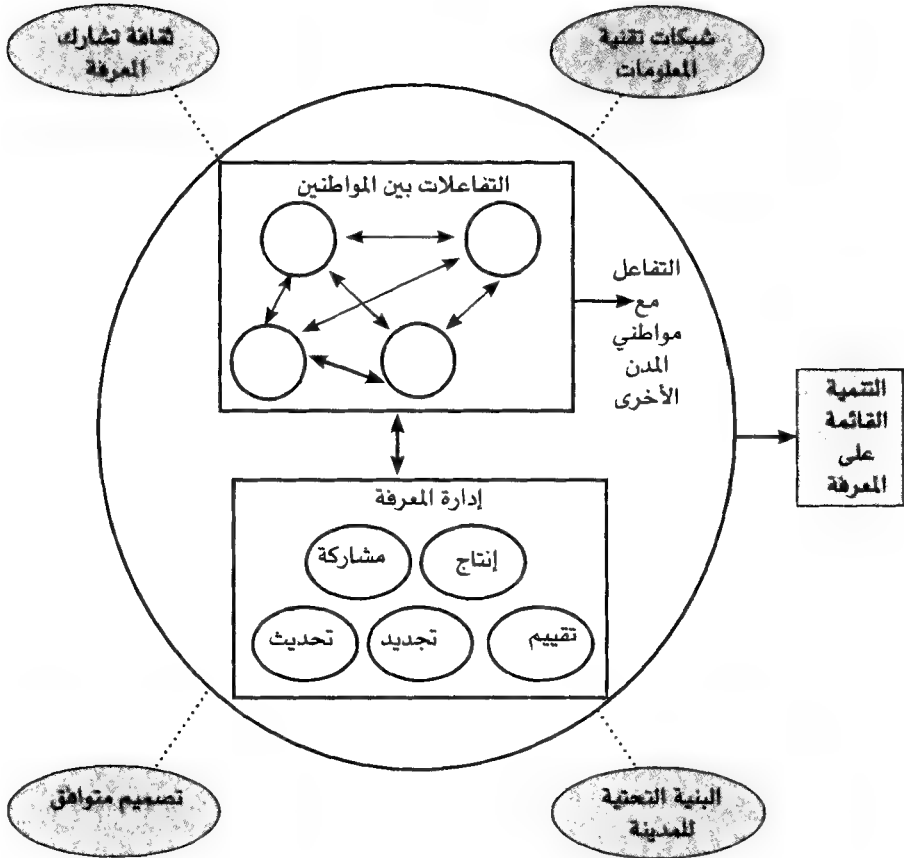 شبكات تقنية
المعلومات
ثقافة تشارك
المعرفة
التفاعلات بين المواطنين
التفاعل
مع
مواطني
المدن
الأخرى
التنمية
القائمة
على
المعرفة
إدارة المعرفة
إنتاج
مشاركة
تقييم
تجديد
تحديث
البنية التحتية
للمدينة
تصميم متوافق